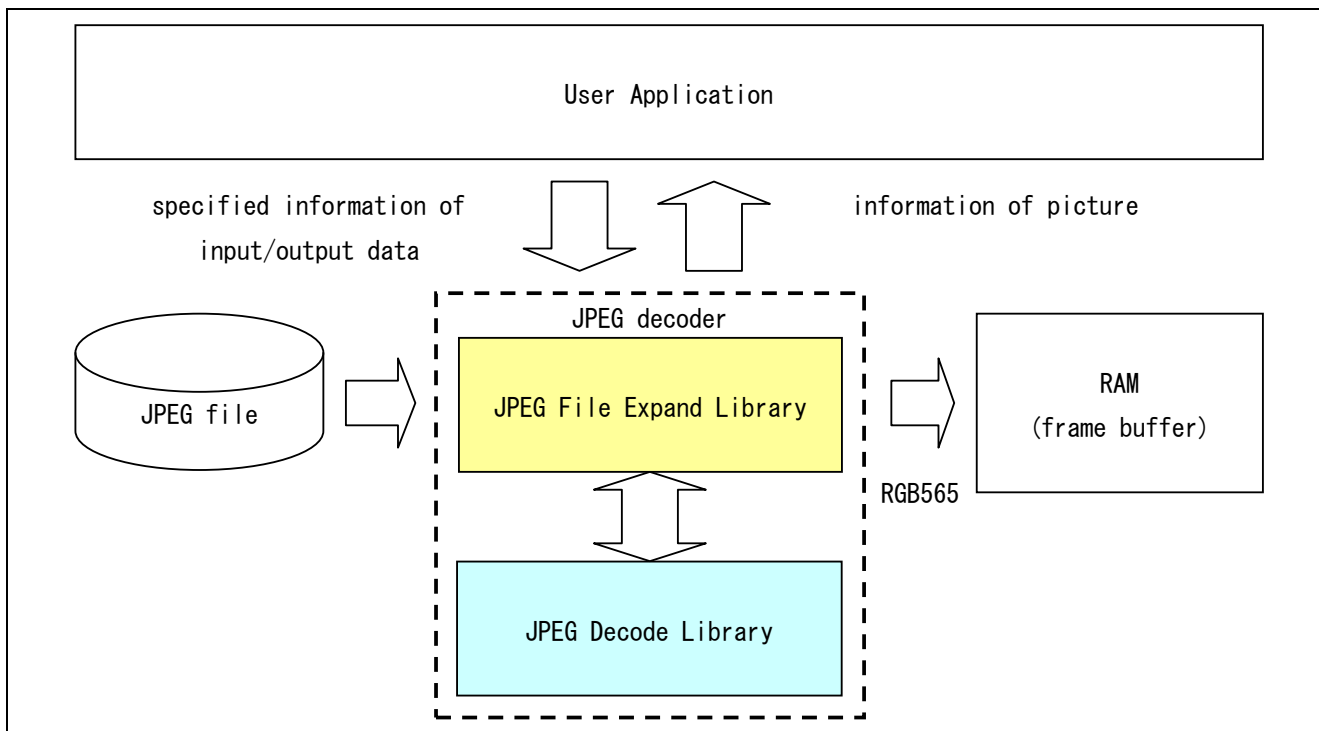 User Application
specified information of
input/output data
information of picture
JPEG decoder
JPEG file
JPEG File Expand Library
RAM
(frame buffer)
RGB565
JPEG Decode Library